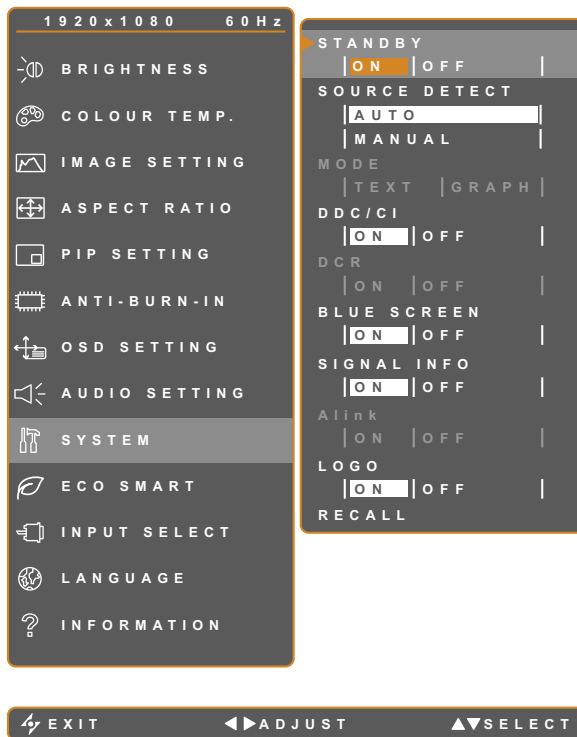 1920x1080 60Hz
BRIGHTNESS
COLOUR TEMP.
IMAGE SETTING
ASPECT RATIO
PIP SETTING
ANTI-BURN-IN
OSD SETTING
AUDIO SETTING
SYSTEM
ECO SMART
INPUT SELECT
LANGUAGE
INFORMATION
STANDBY
ON OFF
SOURCE DETECT
AUTO
MANUAL
MODE
TEXT GRAPH
DDC/CI
ON OFF
DCR
ON OFF
BLUE SCREEN
ON OFF
SIGNAL INFO
ON OFF
Alink
ON OFF
LOGO
ON OFF
RECALL
EXIT ADJUST SELECT